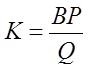 K = BP/Q